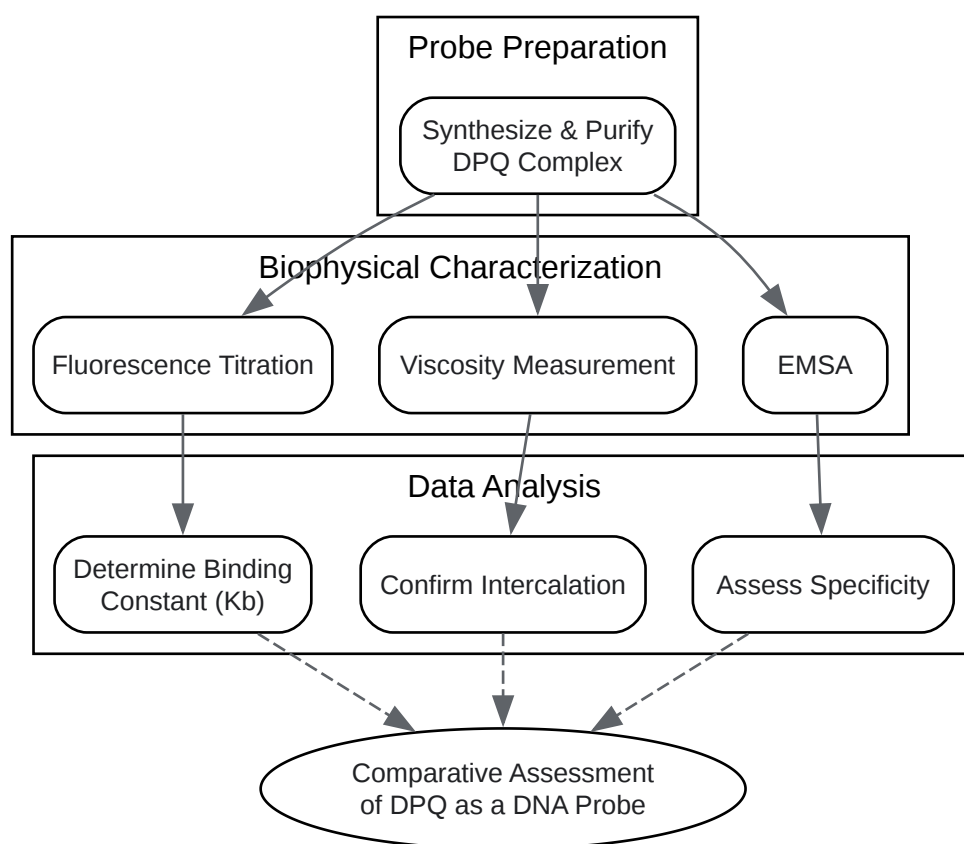 Probe Preparation
Synthesize & Purify
DPQ Complex
Biophysical Characterization
Fluorescence Titration
Viscosity Measurement
EMSA
Data Analysis
Determine Binding
Constant (Kb)
Confirm Intercalation
Assess Specificity
Comparative Assessment
of DPQ as a DNA Probe